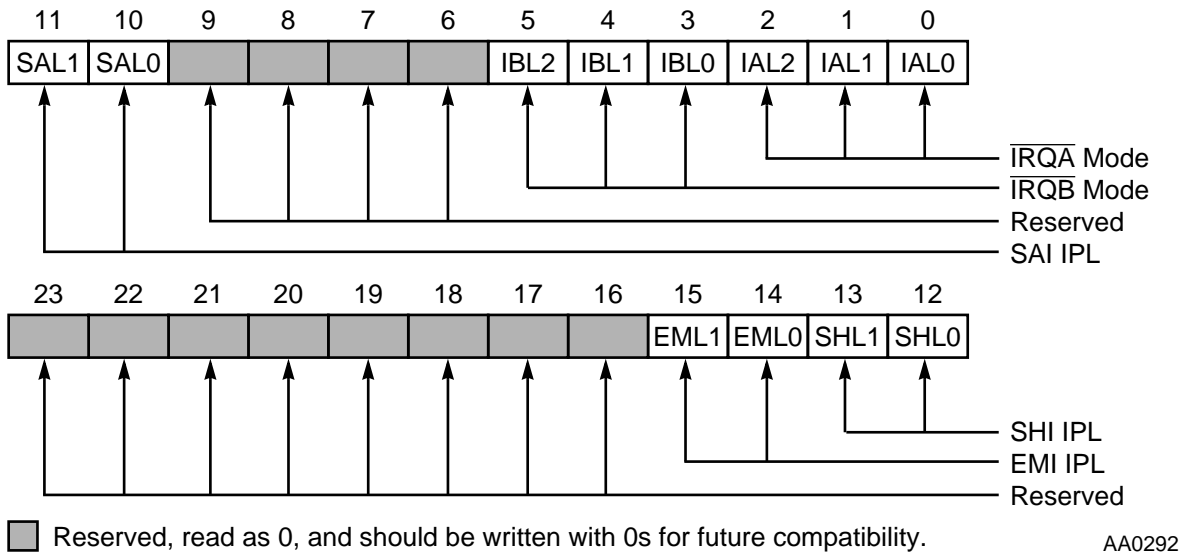 11 10 9 8 7 6 5 4 3 2 1 0
SAL1 SAL0 IBL2 IBL1 IBL0 IAL2 IAL1 IAL0
IRQA Mode
IRQB Mode
Reserved
SAI IPL
23 22 21 20 19 18 17 16 15 14 13 12
EML1 EML0 SHL1 SHL0
SHI IPL
EMI IPL
Reserved
Reserved, read as 0, and should be written with 0s for future compatibility.
AA0292